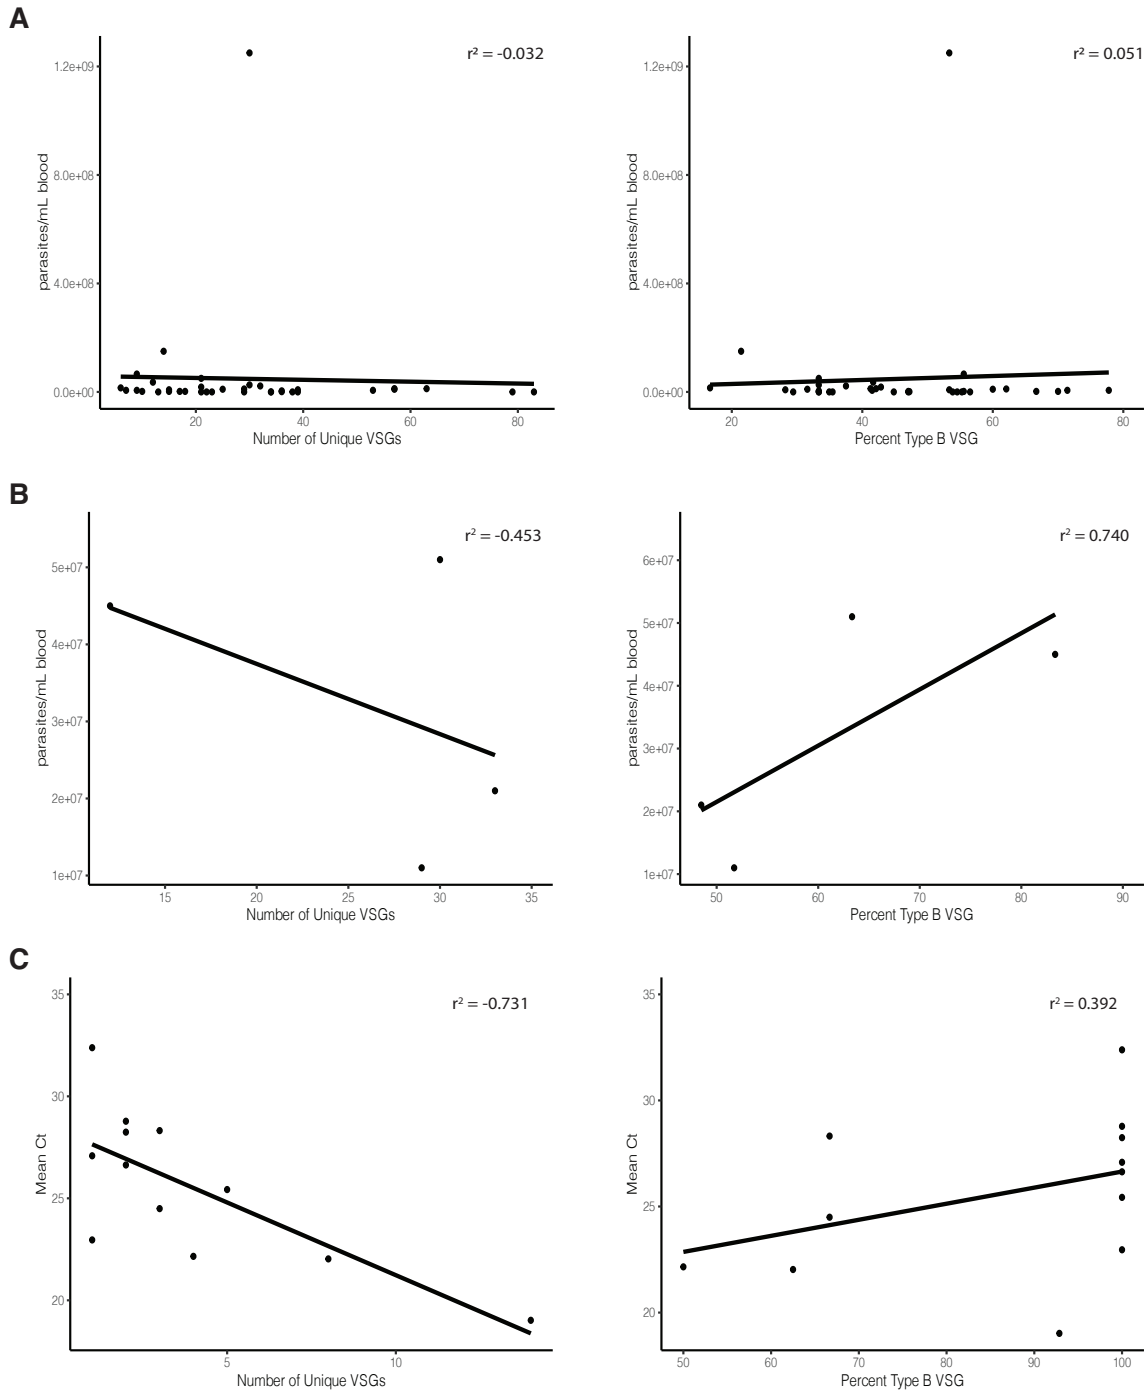 A
r² = -0.032
1.2e+09
8.0e+08
4.0e+08
0.0e+00
parasites/mL blood
20 40 60 80
Number of Unique VSGs
r² = 0.051
1.2e+09
8.0e+08
4.0e+08
0.0e+00
parasites/mL blood
20 40 60 80
Percent Type B VSG
B
r² = -0.453
5e+07
4e+07
3e+07
2e+07
1e+07
parasites/mL blood
15 20 25 30 35
Number of Unique VSGs
r² = 0.740
6e+07
5e+07
4e+07
3e+07
2e+07
1e+07
parasites/mL blood
50 60 70 80 90
Percent Type B VSG
C
r² = -0.731
35
30
25
20
Mean Ct
5 10
Number of Unique VSGs
r² = 0.392
35
30
25
20
Mean Ct
50 60 70 80 90 100
Percent Type B VSG